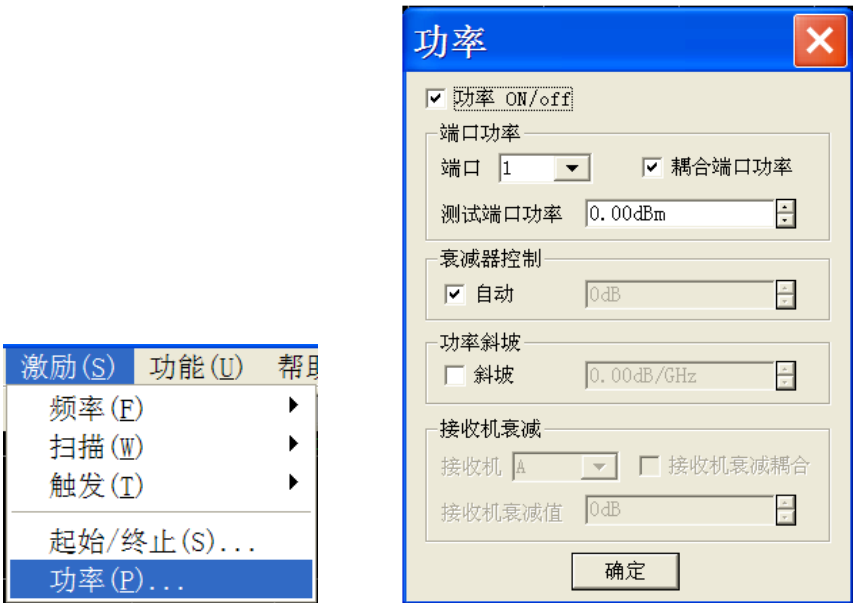 激励(S) 功能(U)
频率(F)
扫描(W)
触发(T)
起始/终止(S)...
功率(P)...
功率
功率 ON/off
端口功率
端口 1 耦合端口功率
测试端口功率 0.00dBm
衰减器控制
自动 0dB
功率斜坡
斜坡 0.00dB/GHz
接收机衰减
接收机 A 接收机衰减耦合
接收机衰减值 0dB
确定